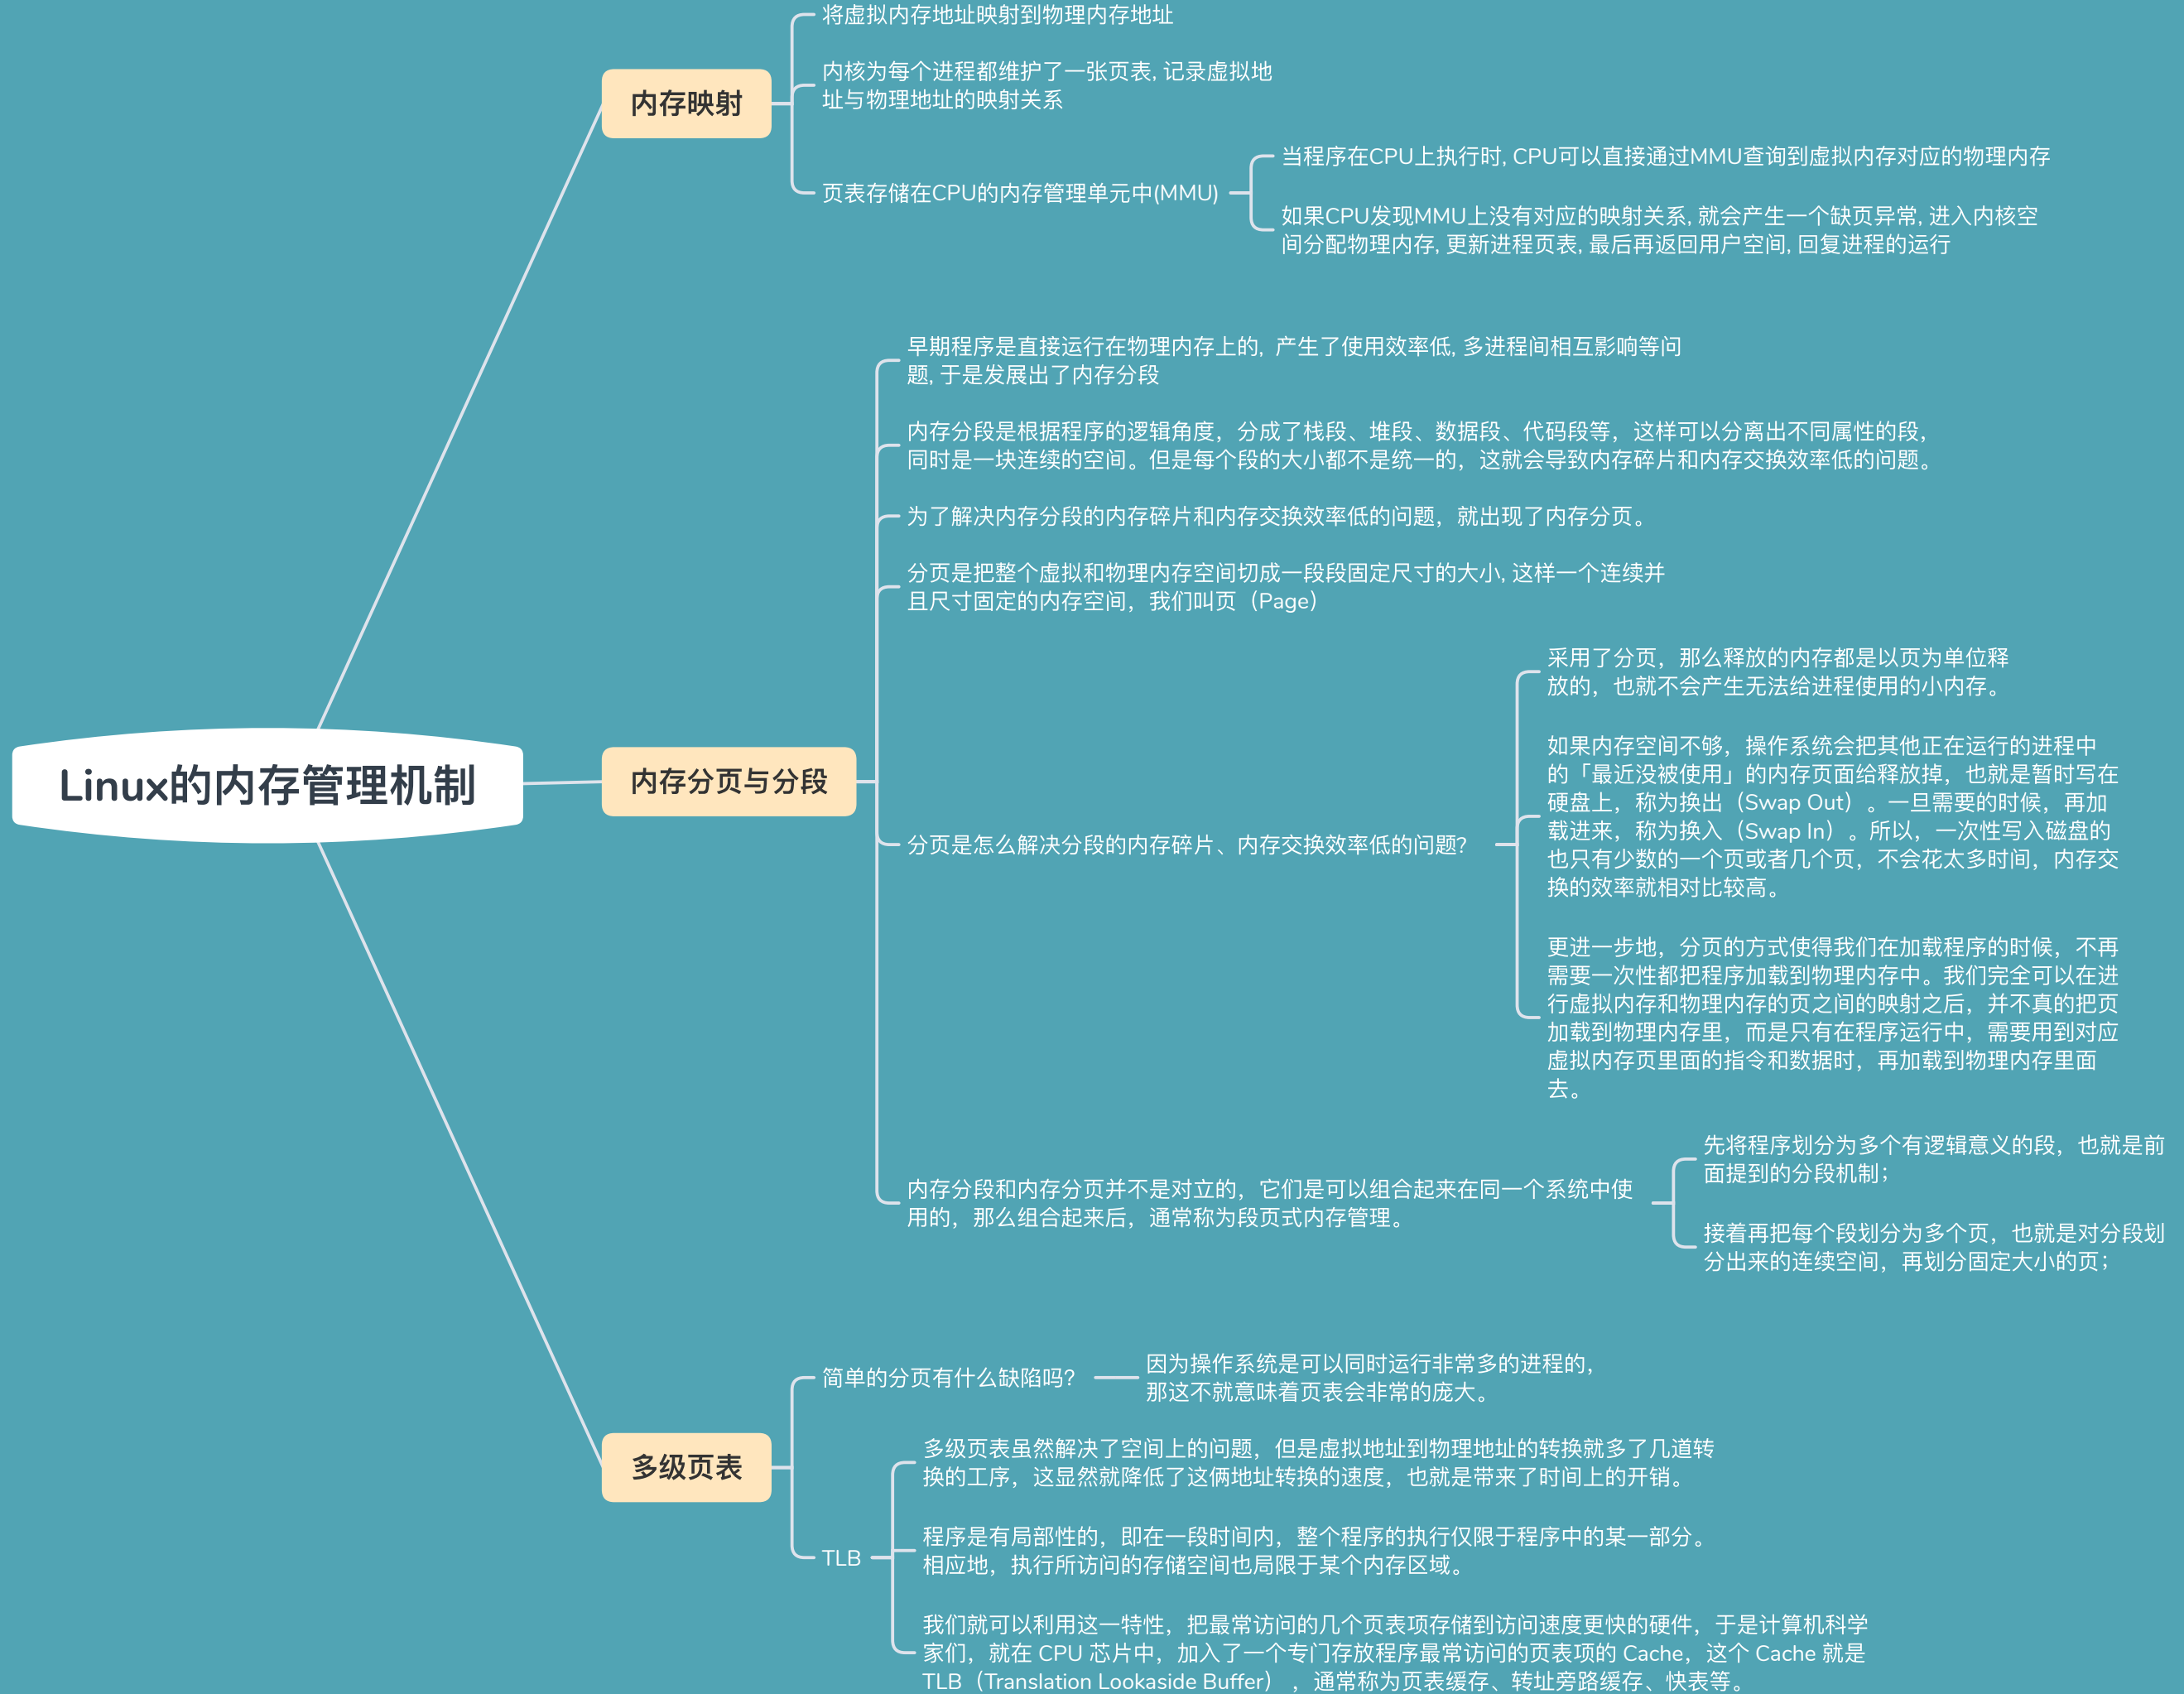 将虚拟内存地址映射到物理内存地址
内核为每个进程都维护了一张页表, 记录虚拟地
址与物理地址的映射关系
内存映射
当程序在CPU上执行时, CPU可以直接通过MMU查询到虚拟内存对应的物理内存
页表存储在CPU的内存管理单元中(MMU)
如果CPU发现MMU上没有对应的映射关系, 就会产生一个缺页异常, 进入内核空
间分配物理内存, 更新进程页表, 最后再返回用户空间, 回复进程的运行
早期程序是直接运行在物理内存上的, 产生了使用效率低, 多进程间相互影响等问
题, 于是发展出了内存分段
内存分段是根据程序的逻辑角度，分成了栈段、堆段、数据段、代码段等，这样可以分离出不同属性的段，
同时是一块连续的空间。但是每个段的大小都不是统一的，这就会导致内存碎片和内存交换效率低的问题。
为了解决内存分段的内存碎片和内存交换效率低的问题，就出现了内存分页。
分页是把整个虚拟和物理内存空间切成一段段固定尺寸的大小, 这样一个连续并
且尺寸固定的内存空间，我们叫页（Page）
采用了分页，那么释放的内存都是以页为单位释
放的，也就不会产生无法给进程使用的小内存。
Linux的内存管理机制
内存分页与分段
分页是怎么解决分段的内存碎片、内存交换效率低的问题?
如果内存空间不够，操作系统会把其他正在运行的进程中
的「最近没被使用」的内存页面给释放掉，也就是暂时写在
硬盘上，称为换出（Swap Out）。一旦需要的时候，再加
载进来，称为换入（Swap In）。所以，一次性写入磁盘的
也只有少数的一个页或者几个页，不会花太多时间，内存交
换的效率就相对比较高。
更进一步地，分页的方式使得我们在加载程序的时候，不再
需要一次性都把程序加载到物理内存中。我们完全可以在进
行虚拟内存和物理内存的页之间的映射之后，并不真的把页
加载到物理内存里，而是只有在程序运行中，需要用到对应
虚拟内存页里面的指令和数据时，再加载到物理内存里面
去。
内存分段和内存分页并不是对立的，它们是可以组合起来在同一个系统中使
用的，那么组合起来后，通常称为段页式内存管理。
先将程序划分为多个有逻辑意义的段，也就是前
面提到的分段机制；
接着再把每个段划分为多个页，也就是对分段划
分出来的连续空间，再划分固定大小的页；
简单的分页有什么缺陷吗?
因为操作系统是可以同时运行非常多的进程的，
那这不就意味着页表会非常的庞大。
多级页表
多级页表虽然解决了空间上的问题，但是虚拟地址到物理地址的转换就多了几道转
换的工序，这显然就降低了这俩地址转换的速度，也就是带来了时间上的开销。
TLB
程序是有局部性的，即在一段时间内，整个程序的执行仅限于程序中的某一部分。
相应地，执行所访问的存储空间也局限于某个内存区域。
我们就可以利用这一特性，把最常访问的几个页表项存储到访问速度更快的硬件，于是计算机科学
家们，就在 CPU 芯片中，加入了一个专门存放程序最常访问的页表项的 Cache，这个 Cache 就是
TLB（Translation Lookaside Buffer） ，通常称为页表缓存、转址旁路缓存、快表等。